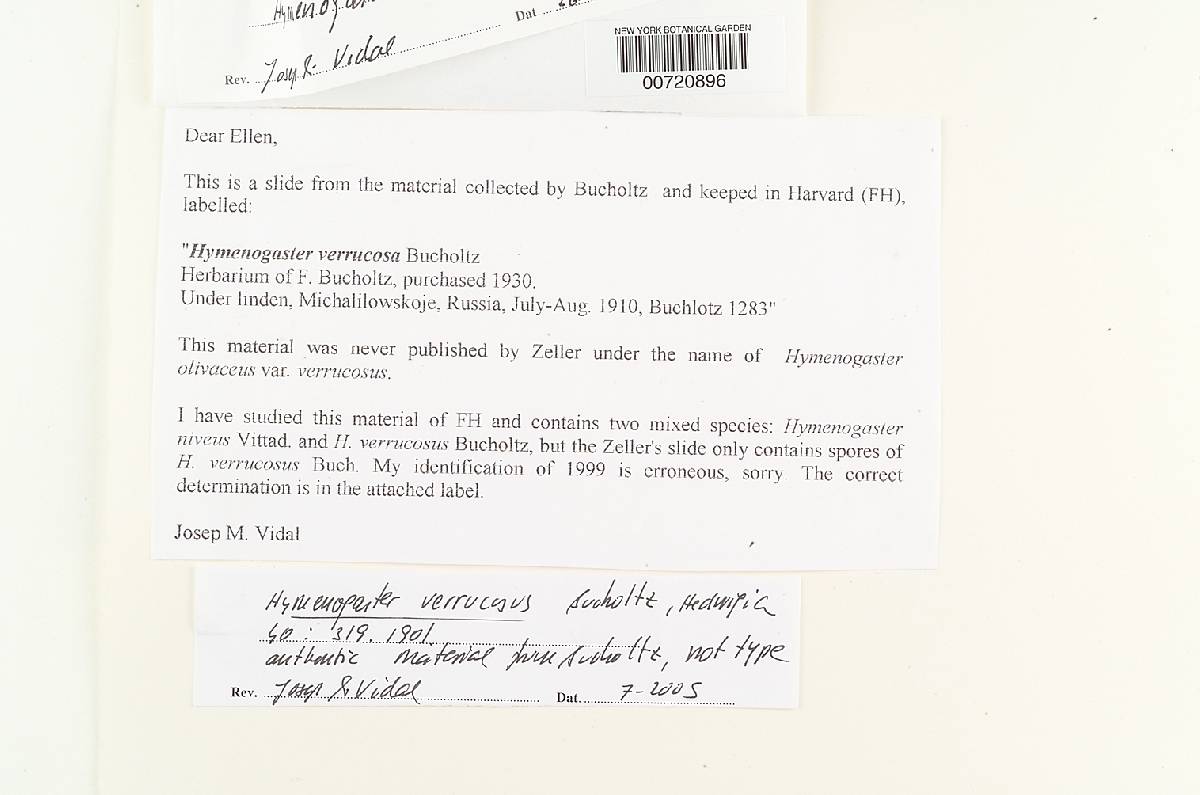 Dat
NEW YORK BOTANICAL GARDEN
00720896
Rev. Josep M. Vidal
Dear Ellen,
This is a slide from the material collected by Bucholtz and keeped in Harvard (FH),
labelled:
"Hymenogaster verrucosa Bucholtz
Herbarium of F. Bucholtz, purchased 1930.
Under linden, Michalilowskoje, Russia, July-Aug. 1910, Buchlotz 1283"
This material was never published by Zeller under the name of Hymenogaster
olivaceus var. verrucosus.
I have studied this material of FH and contains two mixed species: Hymenogaster
niveus Vittad. and H. verrucosus Bucholtz, but the Zeller's slide only contains spores of
H. verrucosus Buch. My identification of 1999 is erroneous, sorry. The correct
determination is in the attached label.
Josep M. Vidal
Hymenogaster verrucosus Bucholtz, Hedwigia
40: 319. 1901
authentic material from Bucholtz, not type
Rev. Josep M. Vidal Dat. 7-2005